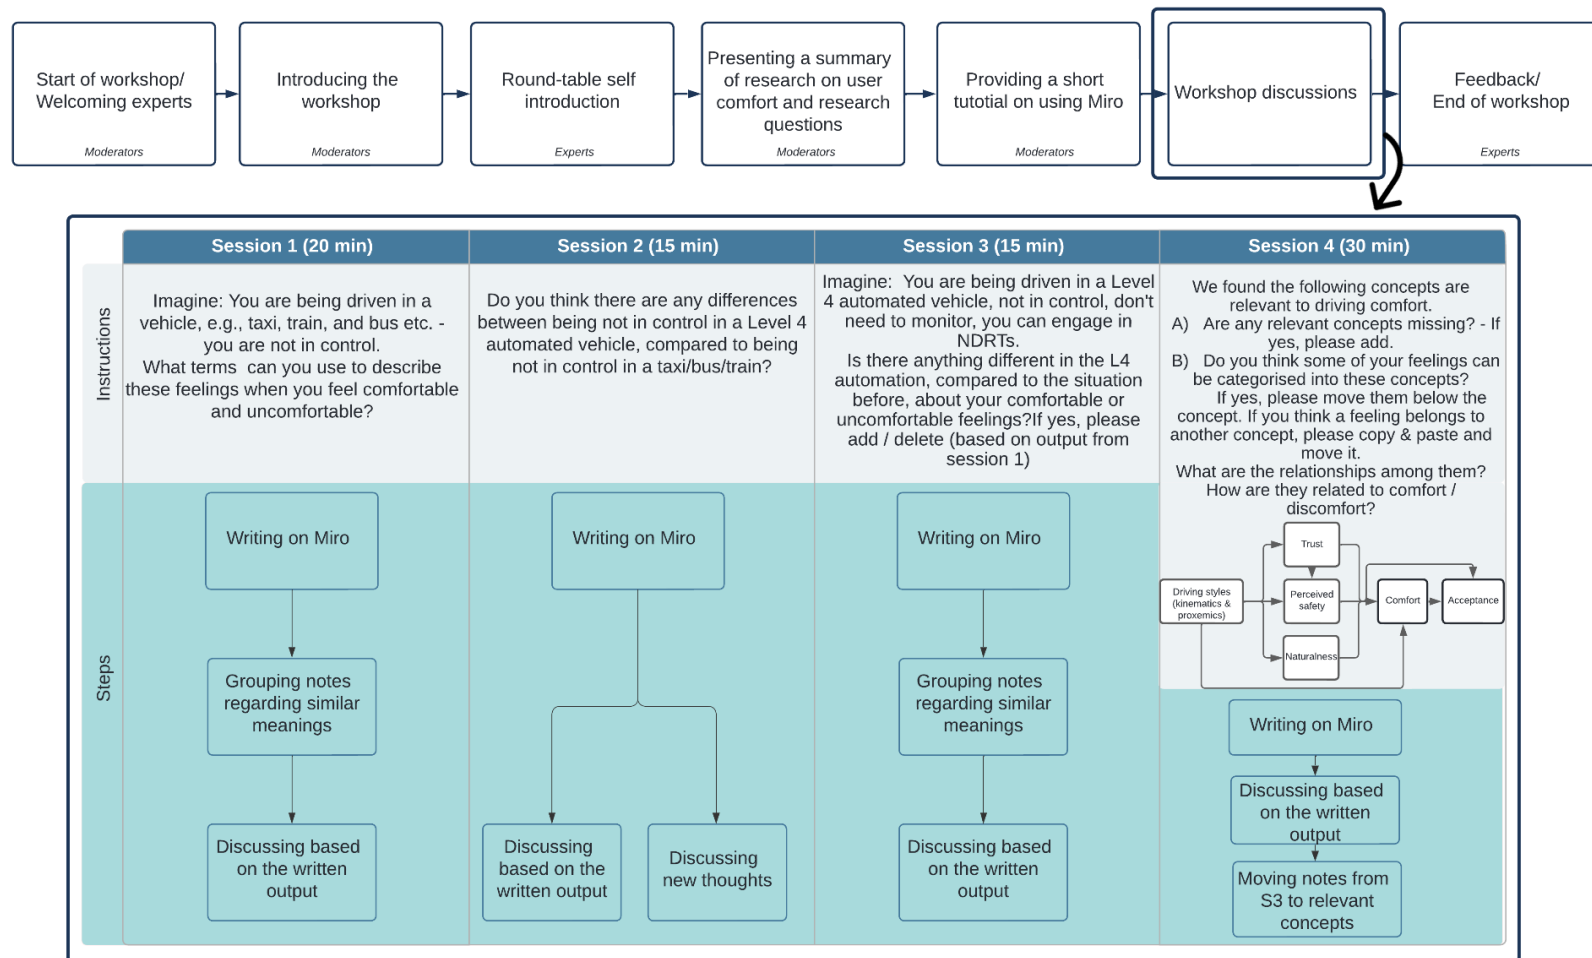 Start of workshop/
Welcoming experts
Moderators
Introducing the
workshop
Moderators
Round-table self
introduction
Experts
Presenting a summary
of research on user
comfort and research
questions
Moderators
Providing a short
tutotial on using Miro
Moderators
Workshop discussions
Feedback/
End of workshop
Experts
Session 1 (20 min)
Session 2 (15 min)
Session 3 (15 min)
Session 4 (30 min)
Instructions
Imagine: You are being driven in a
vehicle, e.g., taxi, train, and bus etc. -
you are not in control.
What terms can you use to describe
these feelings when you feel comfortable
and uncomfortable?
Do you think there are any differences
between being not in control in a Level 4
automated vehicle, compared to being
not in control in a taxi/bus/train?
Imagine: You are being driven in a Level
4 automated vehicle, not in control, don't
need to monitor, you can engage in
NDRTs.
Is there anything different in the L4
automation, compared to the situation
before, about your comfortable or
uncomfortable feelings?If yes, please
add / delete (based on output from
session 1)
We found the following concepts are
relevant to driving comfort.
A) Are any relevant concepts missing? - If
yes, please add.
B) Do you think some of your feelings can
be categorised into these concepts?
If yes, please move them below the
concept. If you think a feeling belongs to
another concept, please copy & paste and
move it.
What are the relationships among them?
How are they related to comfort /
discomfort?
Trust
Driving styles
(kinematics &
proxemics)
Perceived
safety
Comfort
Acceptance
Naturalness
Steps
Writing on Miro
Grouping notes
regarding similar
meanings
Discussing based
on the written
output
Writing on Miro
Discussing
based on the
written output
Discussing
new thoughts
Writing on Miro
Grouping notes
regarding similar
meanings
Discussing based
on the written
output
Writing on Miro
Discussing based
on the written
output
Moving notes from
S3 to relevant
concepts